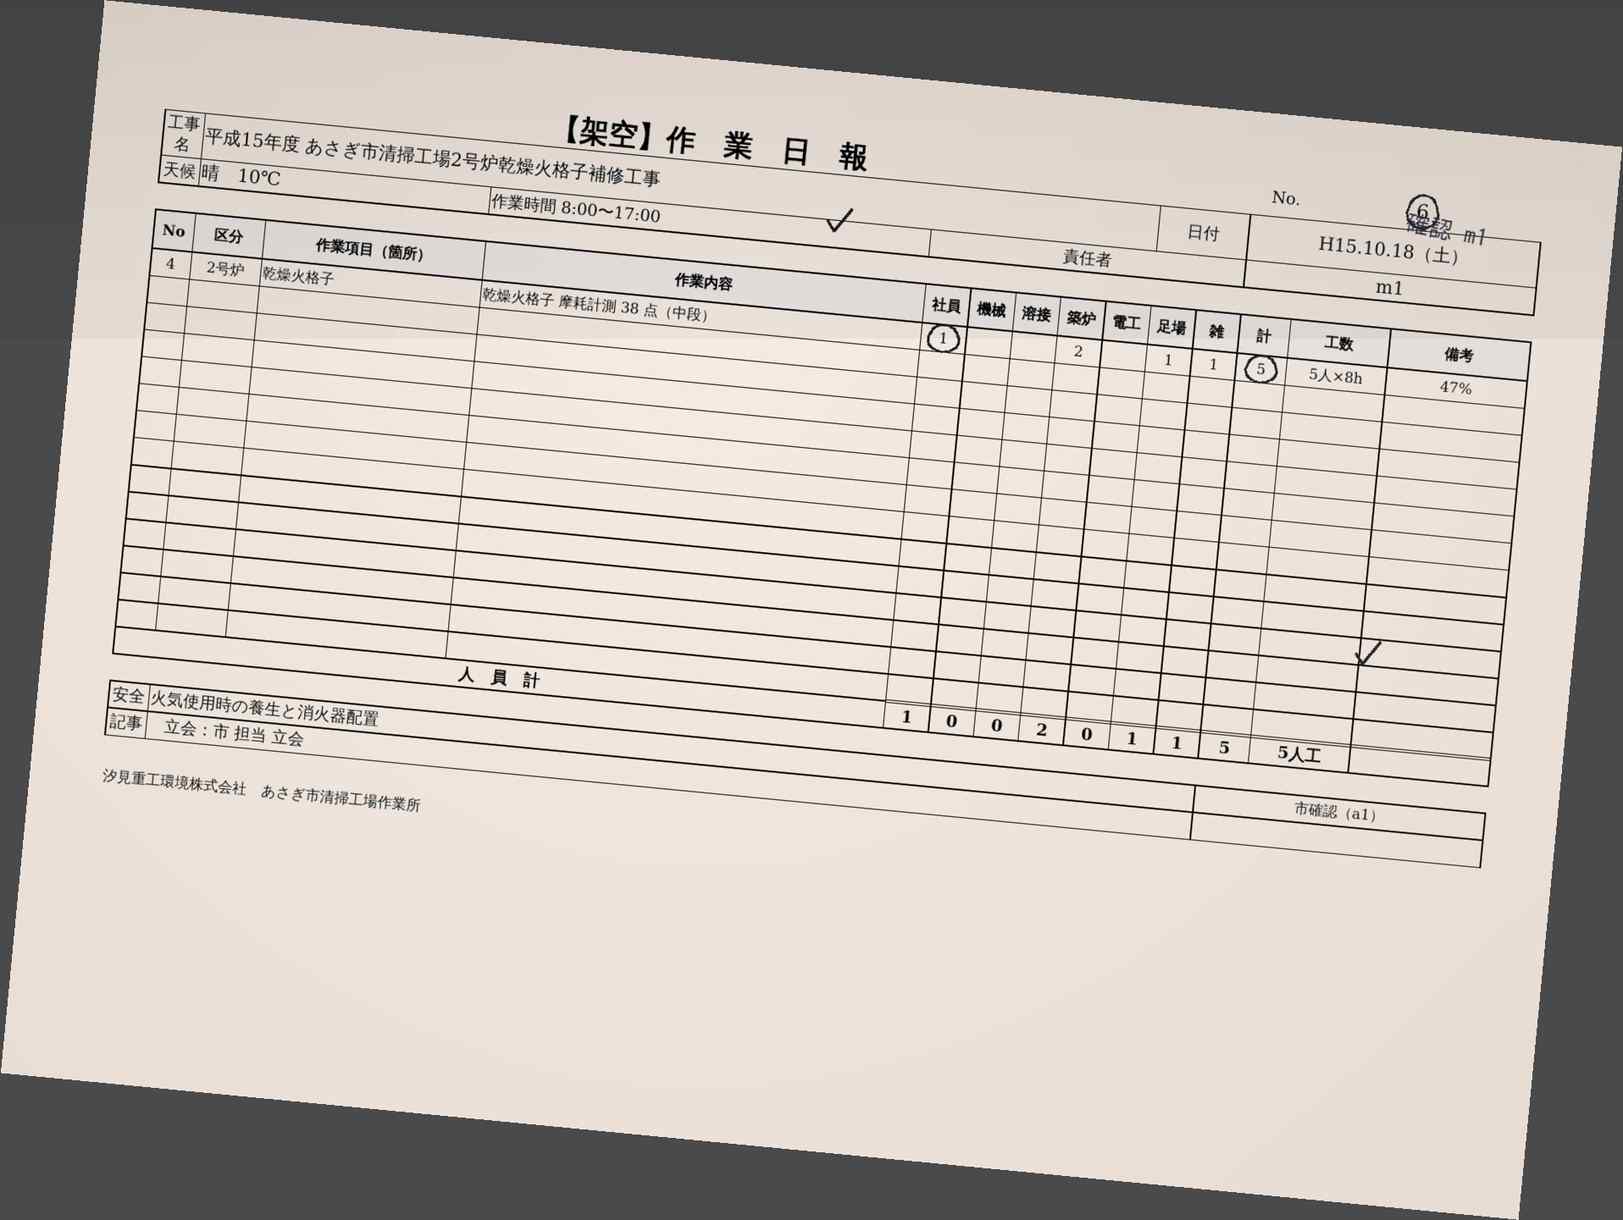 【架空】作 業 日 報
No. 6
確認 m1
工事名 平成15年度 あさぎ市清掃工場2号炉乾燥火格子補修工事 日付 H15.10.18（土）
天候 晴 10℃ 作業時間 8:00〜17:00 責任者 m1
No 区分 作業項目（箇所） 作業内容 社員 機械 溶接 築炉 電工 足場 雑 計 工数 備考
4 2号炉 乾燥火格子 乾燥火格子 摩耗計測 38 点（中段） 1 2 1 1 5 5人×8h 47%
人 員 計 1 0 0 2 0 1 1 5 5人工
安全 火気使用時の養生と消火器配置 市確認（a1）
記事 立会：市 担当 立会
汐見重工環境株式会社 あさぎ市清掃工場作業所